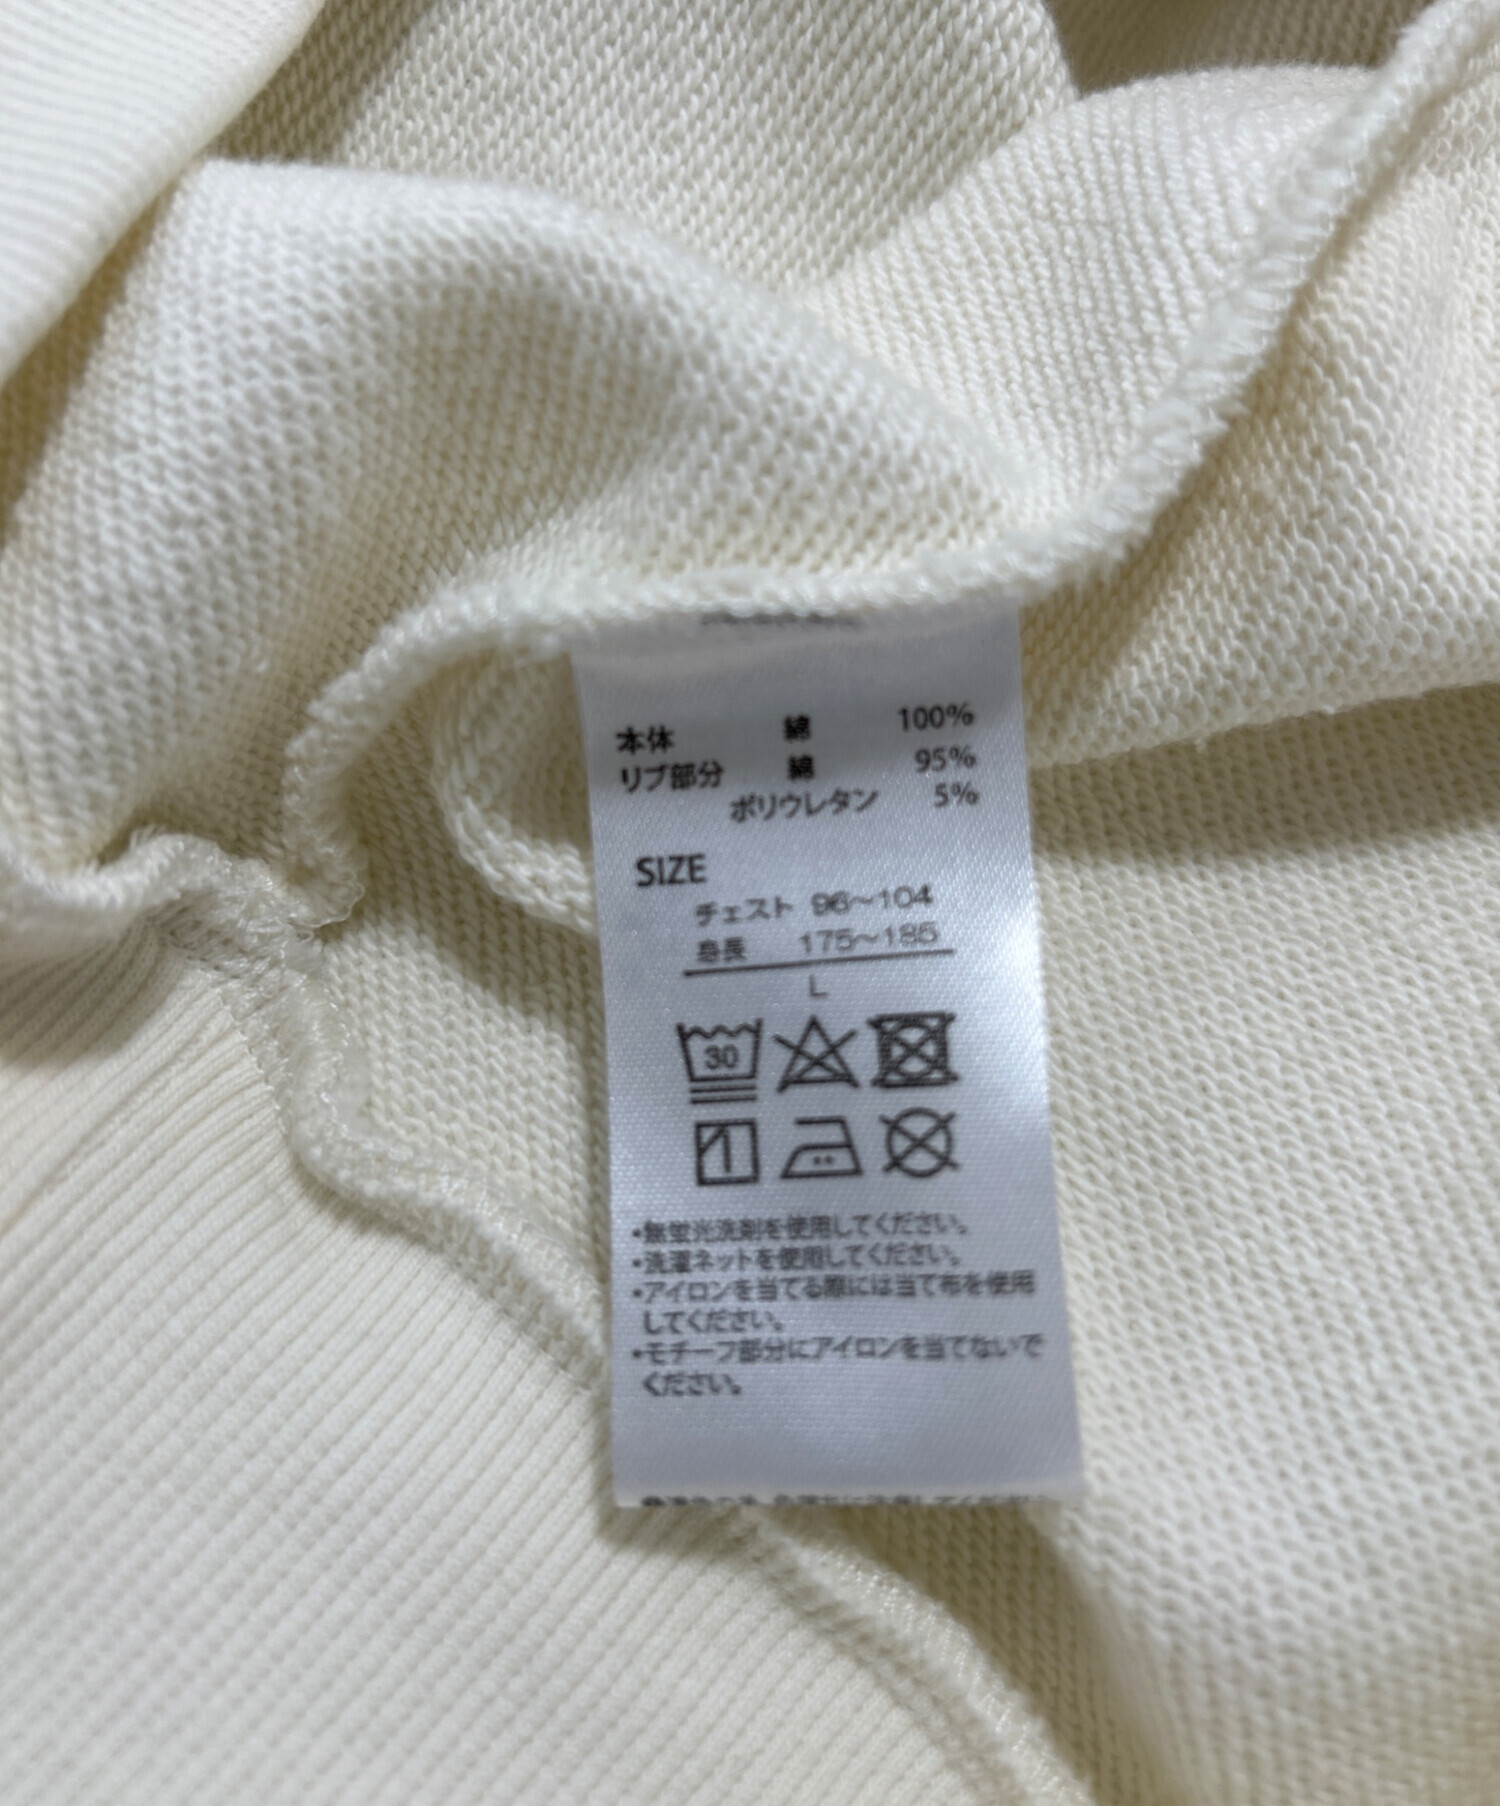 本体 綿 100%
リブ部分 綿 95%
ポリウレタン 5%
SIZE
チェスト 96～104
身長 175～185
L
30
•無蛍光洗剤を使用してください。
•洗濯ネットを使用してください。
•アイロンを当てる際には当て布を使用
してください。
•モチーフ部分にアイロンを当てないで
ください。